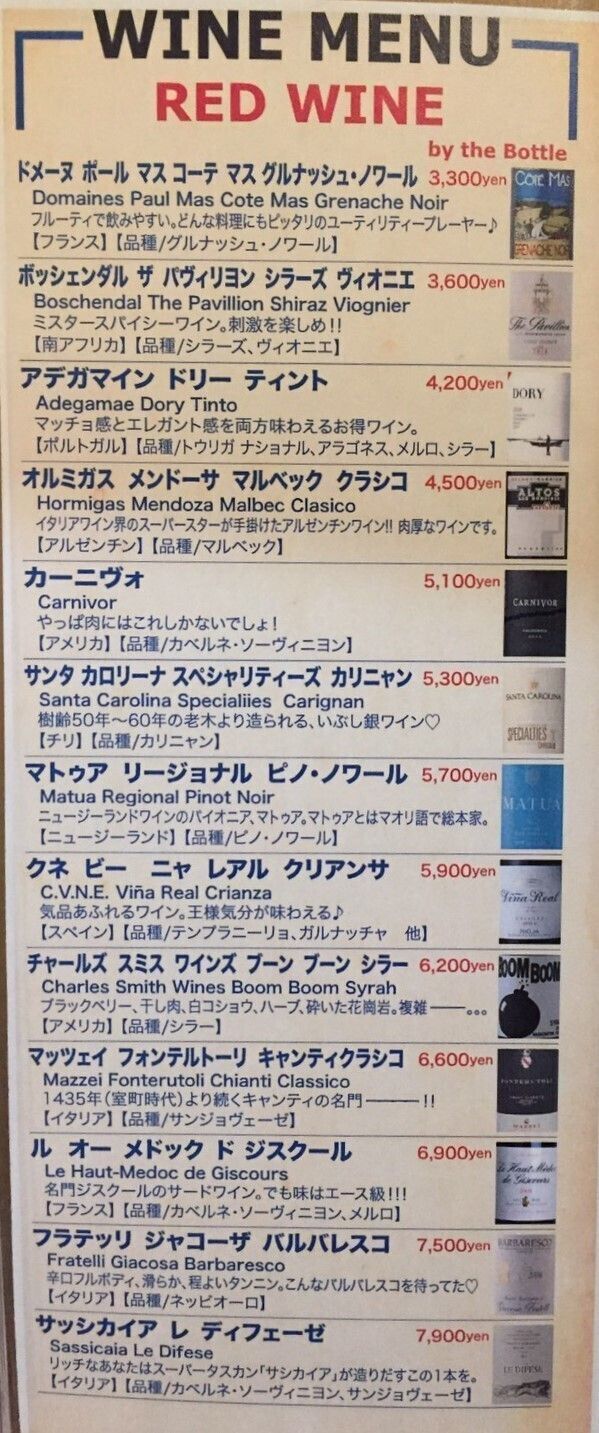 WINE MENU
RED WINE
by the Bottle
ドメーヌ ポール マス コーテ マス グルナッシュ・ノワール 3,300yen
Domaines Paul Mas Cote Mas Grenache Noir
フルーティで飲みやすい。どんな料理にもピッタリのユーティリティープレーヤー♪
【フランス】【品種/グルナッシュ・ノワール】
COTE MAS
GRENACHE NOIR
ボッシェンダル ザ パヴィリヨン シラーズ ヴィオニエ 3,600yen
Boschendal The Pavillion Shiraz Viognier
ミスタースパイシーワイン。刺激を楽しめ!!
【南アフリカ】【品種/シラーズ、ヴィオニエ】
The Pavillion
アデガマイン ドリー ティント 4,200yen
Adegamae Dory Tinto
マッチョ感とエレガント感を両方味わえるお得ワイン。
【ポルトガル】【品種/トウリガ ナショナル、アラゴネス、メルロ、シラー】
DORY
オルミガス メンドーサ マルベック クラシコ 4,500yen
Hormigas Mendoza Malbec Clasico
イタリアワイン界のスーパースターが手掛けたアルゼンチンワイン!! 肉厚なワインです。
【アルゼンチン】【品種/マルベック】
ALTOS
カーニヴォ 5,100yen
Carnivor
やっぱ肉にはこれしかないでしょ!
【アメリカ】【品種/カベルネ・ソーヴィニヨン】
CARNIVOR
サンタ カロリーナ スペシャリティーズ カリニャン 5,300yen
Santa Carolina Specialiies Carignan
樹齢50年～60年の老木より造られる、いぶし銀ワイン♡
【チリ】【品種/カリニャン】
SANTA CAROLINA
SPECIALTIES
マトゥア リージョナル ピノ・ノワール 5,700yen
Matua Regional Pinot Noir
ニュージーランドワインのパイオニア、マトゥア。マトゥアとはマオリ語で総本家。
【ニュージーランド】【品種/ピノ・ノワール】
MATUA
クネ ビー ニャ レアル クリアンサ 5,900yen
C.V.N.E. Viña Real Crianza
気品あふれるワイン。王様気分が味わえる♪
【スペイン】【品種/テンプラニーリョ、ガルナッチャ 他】
Viña Real
チャールズ スミス ワインズ ブーン ブーン シラー 6,200yen
Charles Smith Wines Boom Boom Syrah
ブラックベリー、干し肉、白コショウ、ハーブ、砕いた花崗岩。複雑――。。。
【アメリカ】【品種/シラー】
BOOM BOOM
マッツェイ フォンテルトーリ キャンティクラシコ 6,600yen
Mazzei Fonterutoli Chianti Classico
1435年(室町時代)より続くキャンティの名門―――!!
【イタリア】【品種/サンジョヴェーゼ】
FONTERUTOLI
MAZZEI
ル オー メドック ド ジスクール 6,900yen
Le Haut-Medoc de Giscours
名門ジスクールのサードワイン。でも味はエース級!!!
【フランス】【品種/カベルネ・ソーヴィニヨン、メルロ】
Le Haut-Médoc
de Giscours
フラテッリ ジャコーザ バルバレスコ 7,500yen
Fratelli Giacosa Barbaresco
辛口フルボディ、滑らか、程よいタンニン。こんなバルバレスコを待ってた♡
【イタリア】【品種/ネッビオーロ】
BARBARESCO
サッシカイア レ ディフェーゼ 7,900yen
Sassicaia Le Difese
リッチなあなたはスーパータスカン「サシカイア」が造りだすこの1本を。
【イタリア】【品種/カベルネ・ソーヴィニヨン、サンジョヴェーゼ】
LE DIFESE